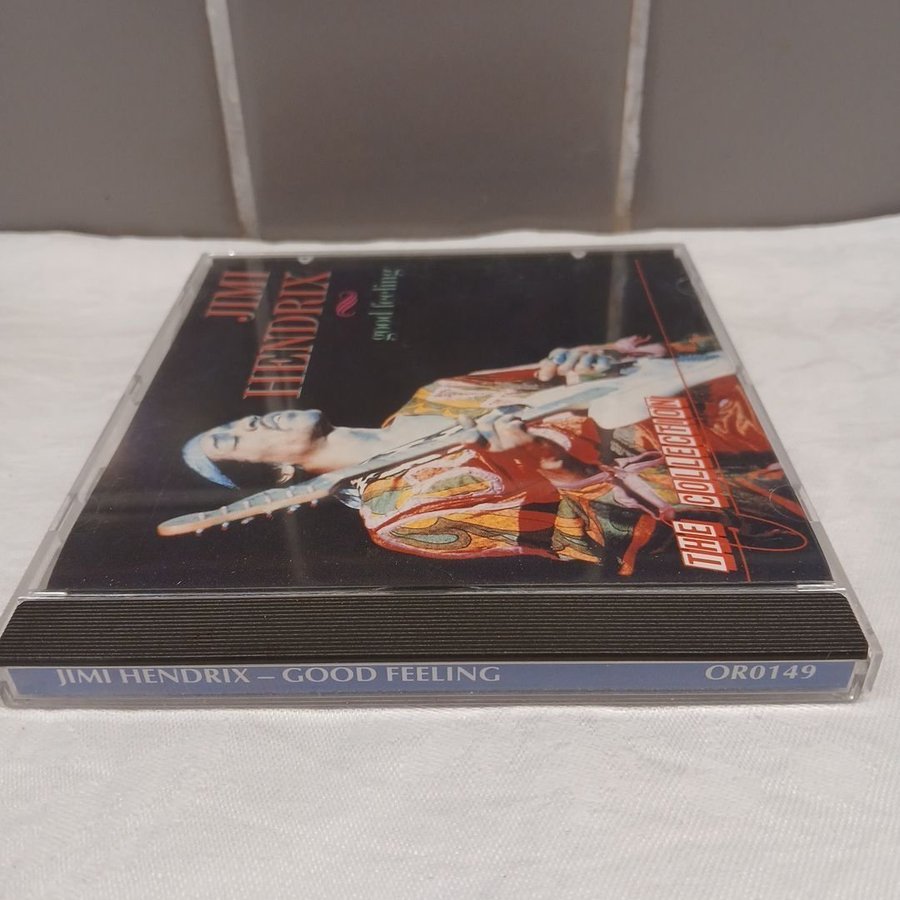 JIMI
HENDRIX
good feeling
THE COLLECTION
JIMI HENDRIX – GOOD FEELING
OR0149